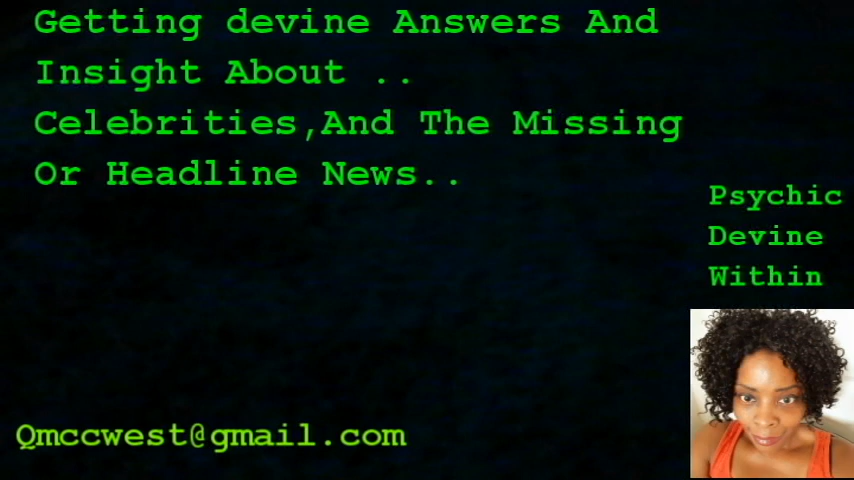 Getting devine Answers And
Insight About ..
Celebrities,And The Missing
Or Headline News..
Psychic
Devine
Within
Qmccwest@gmail.com